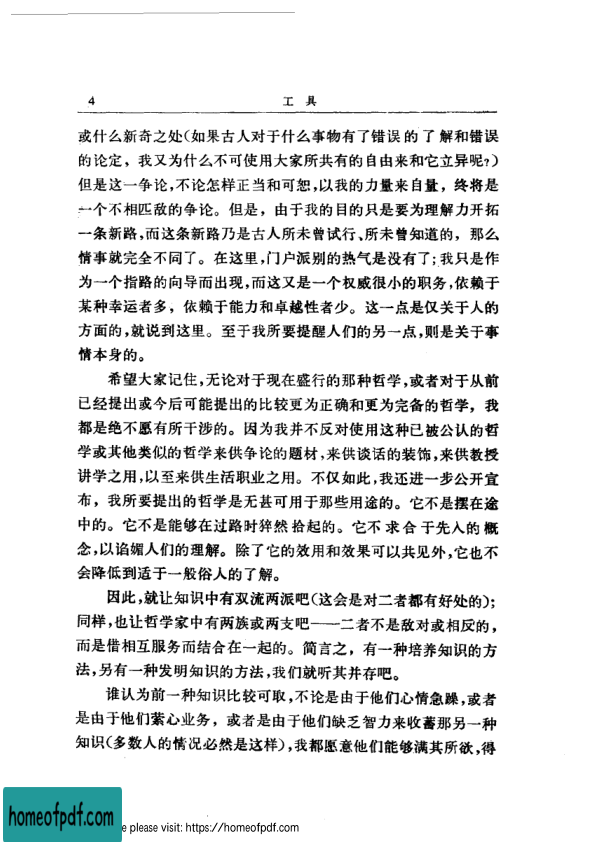 4
工 具
或什么新奇之处(如果古人对于什么事物有了错误的了解和错误
的论定，我又为什么不可使用大家所共有的自由来和它立异呢?)
但是这一争论,不论怎样正当和可恕,以我的力量来自量，终将是
一个不相匹敌的争论。但是，由于我的目的只是要为理解力开拓
一条新路,而这条新路乃是古人所未曾试行、所未曾知道的，那么
情事就完全不同了。在这里,门户派别的热气是没有了;我只是作
为一个指路的向导而出现,而这又是一个权威很小的职务,依赖于
某种幸运者多，依赖于能力和卓越性者少。这一点是仅关于人的
方面的,就说到这里。至于我所要提醒人们的另一点,则是关于事
情本身的。
希望大家记住,无论对于现在盛行的那种哲学,或者对于从前
已经提出或今后可能提出的比较更为正确和更为完备的哲学，我
都是绝不愿有所干涉的。因为我并不反对使用这种已被公认的哲
学或其他类似的哲学来供争论的题材,来供谈话的装饰,来供教授
讲学之用,以至来供生活职业之用。不仅如此,我还进一步公开宣
布，我所要提出的哲学是无甚可用于那些用途的。它不是摆在途
中的。它不是能够在过路时猝然拾起的。它不求合于先人的概
念,以谄媚人们的理解。除了它的效用和效果可以共见外,它也不
会降低到适于一般俗人的了解。
因此,就让知识中有双流两派吧(这会是对二者都有好处的);
同样,也让哲学家中有两族或两支吧——二者不是敌对或相反的,
而是借相互服务而结合在一起的。简言之，有一种培养知识的方
法,另有一种发明知识的方法,我们就听其并存吧。
谁认为前一种知识比较可取,不论是由于他们心情急躁,或者
是由于他们萦心业务，或者是由于他们缺乏智力来收蓄那另一种
知识(多数人的情况必然是这样),我都愿意他们能够满其所欲,得
homeofpdf.com
e please visit: https://homeofpdf.com